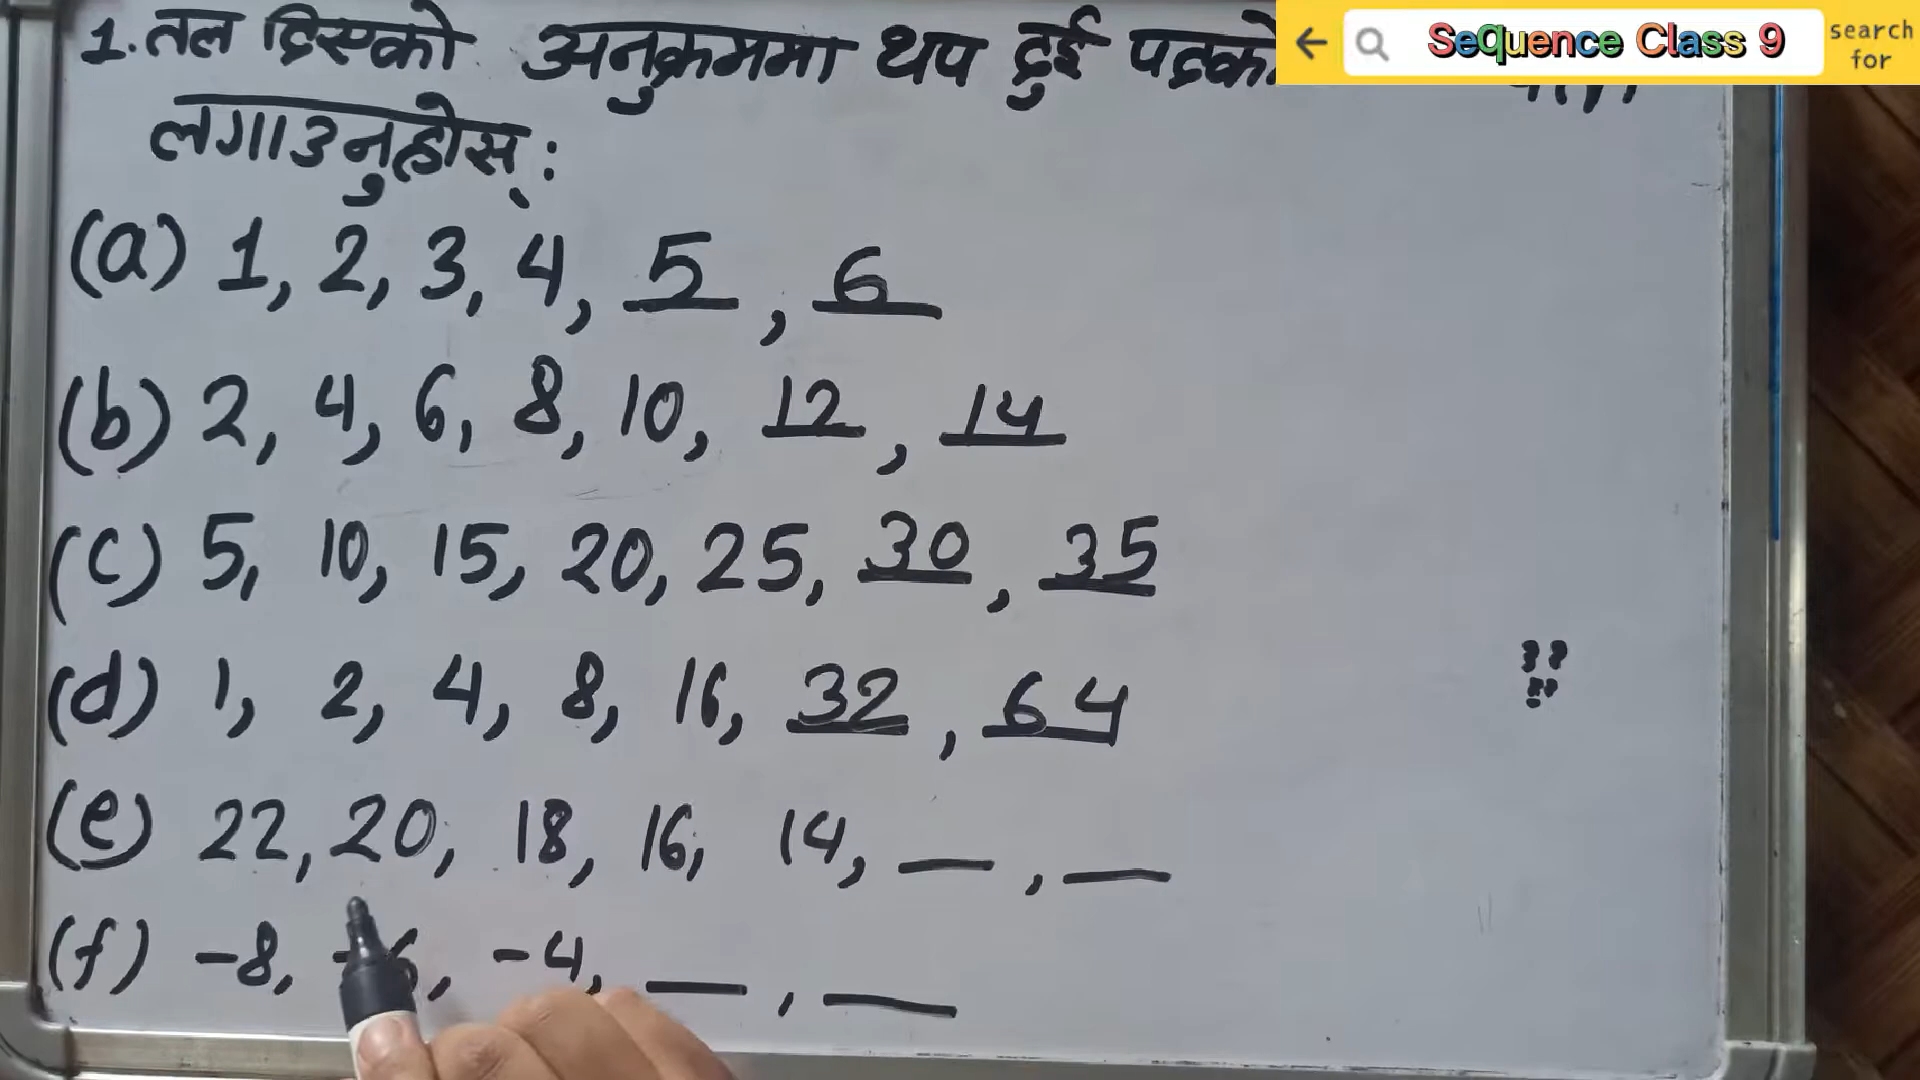 1. तल दिएको अनुक्रममा थप दुई पदको
लगाउनुहोस् :
(a) 1, 2, 3, 4, 5, 6
(b) 2, 4, 6, 8, 10, 12, 14
(c) 5, 10, 15, 20, 25, 30, 35
(d) 1, 2, 4, 8, 16, 32, 64
(e) 22, 20, 18, 16, 14, __, __
(f) -8, -6, -4, __, __
Sequence Class 9
search
for